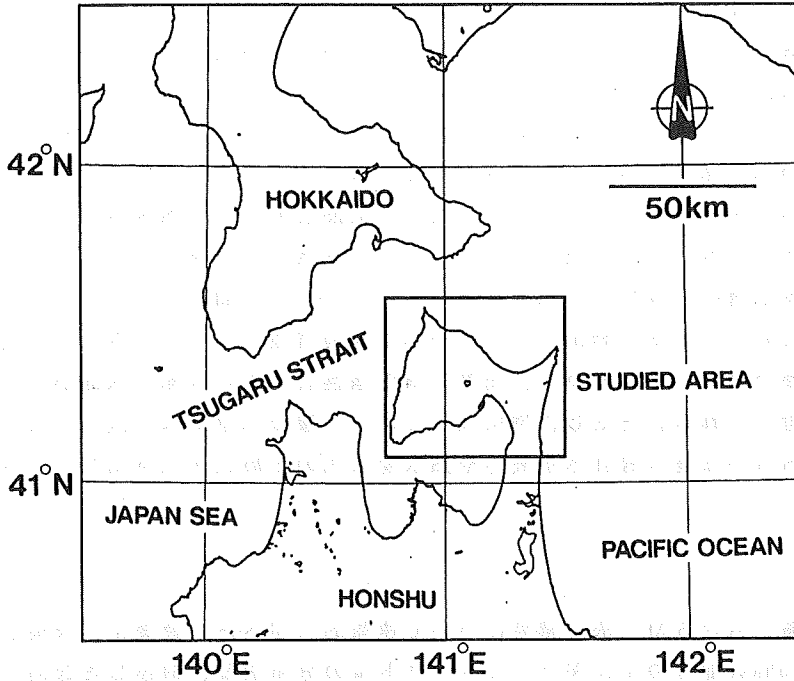 N
42°N
HOKKAIDO
50km
TSUGARU STRAIT
STUDIED AREA
41°N
JAPAN SEA
PACIFIC OCEAN
HONSHU
140°E
141°E
142°E